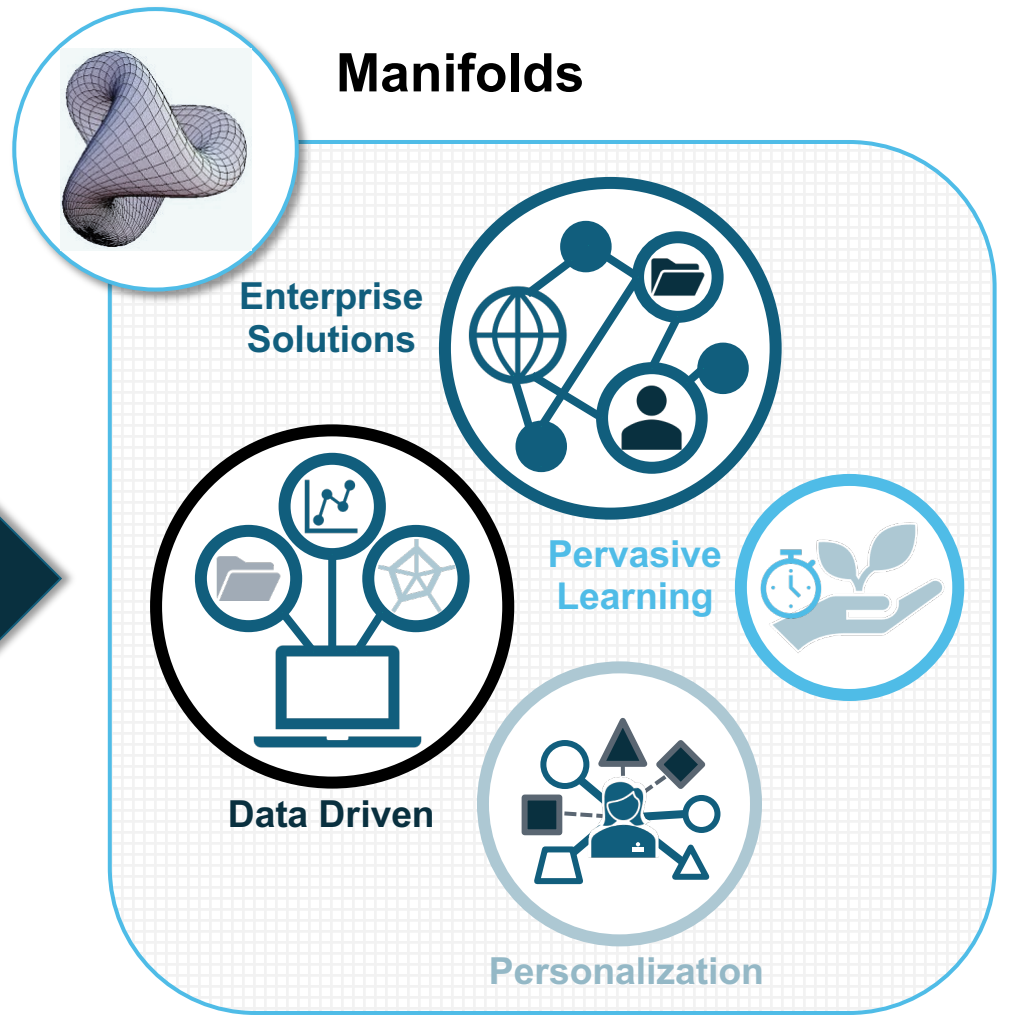 Manifolds
Enterprise
Solutions
Pervasive
Learning
Data Driven
Personalization